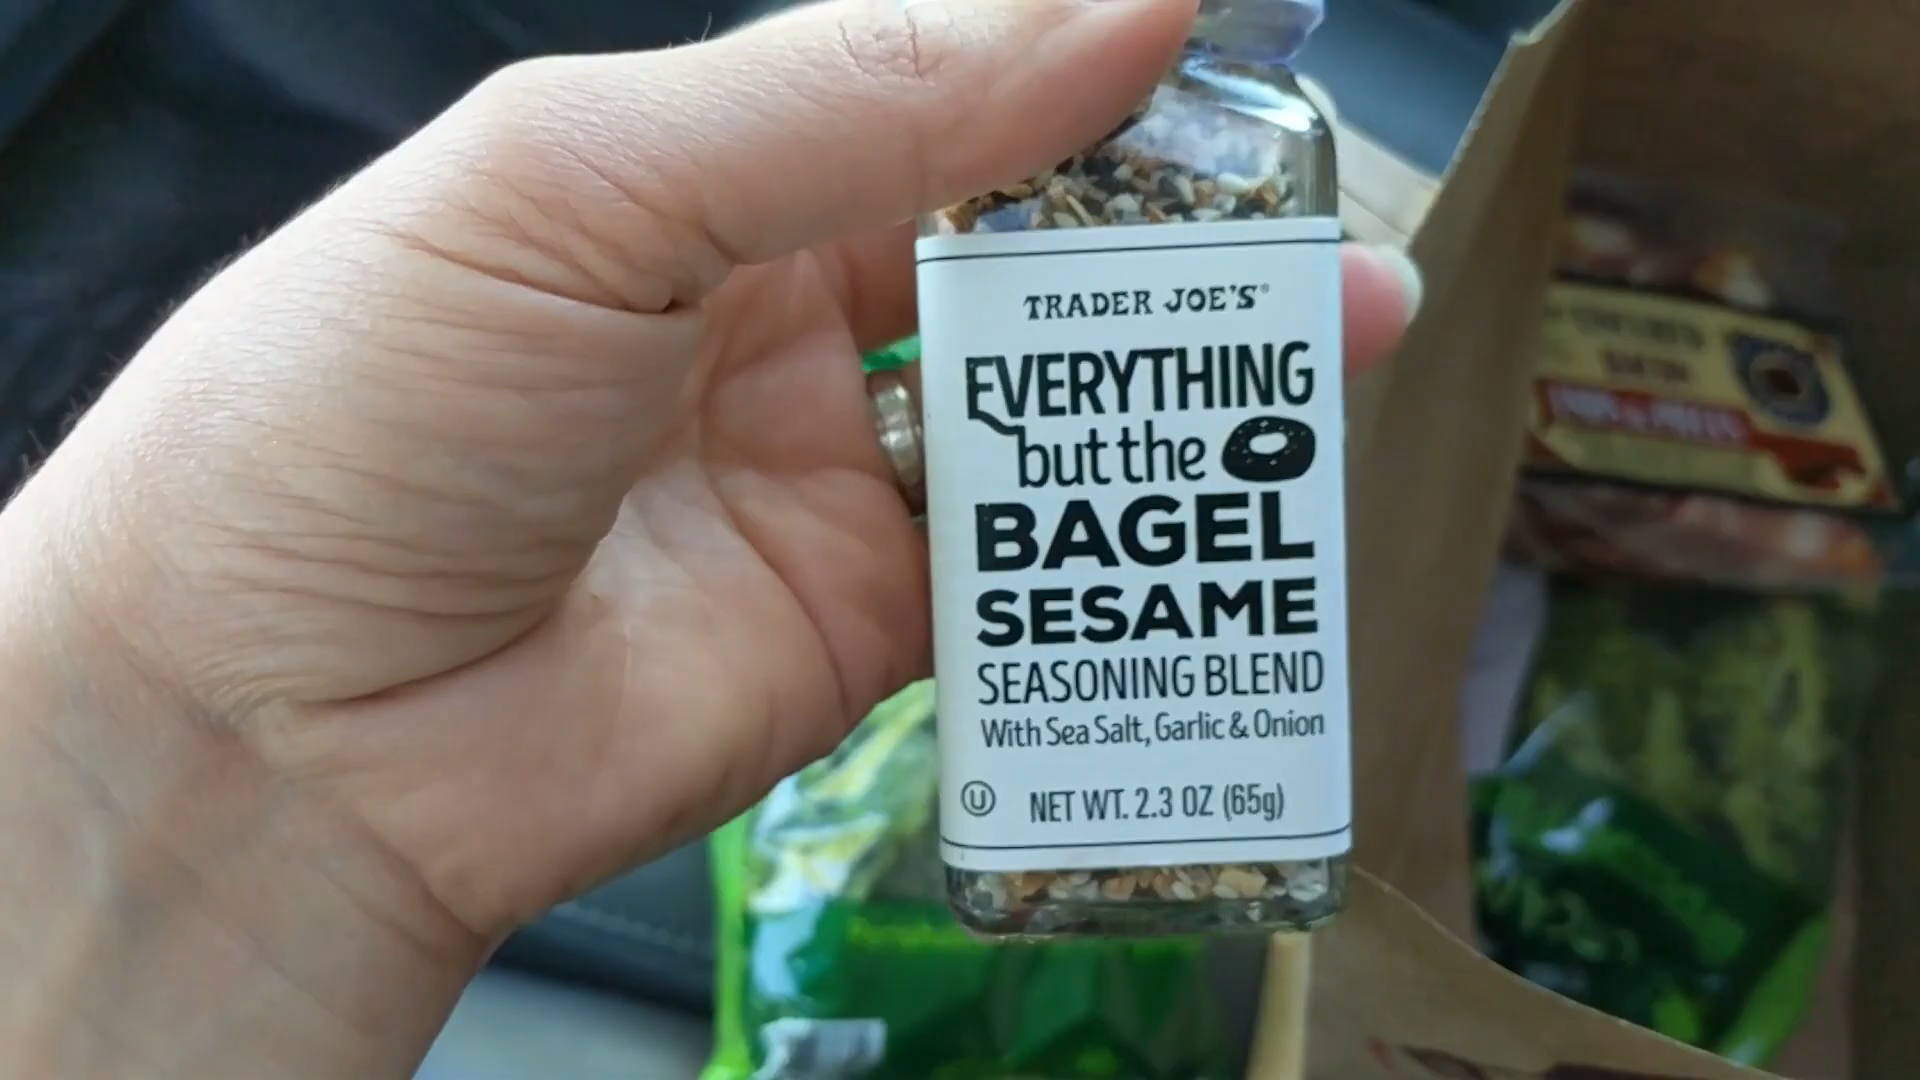 TRADER JOE'S®
EVERYTHING
but the
BAGEL
SESAME
SEASONING BLEND
With Sea Salt, Garlic & Onion
U NET WT. 2.3 OZ (65g)